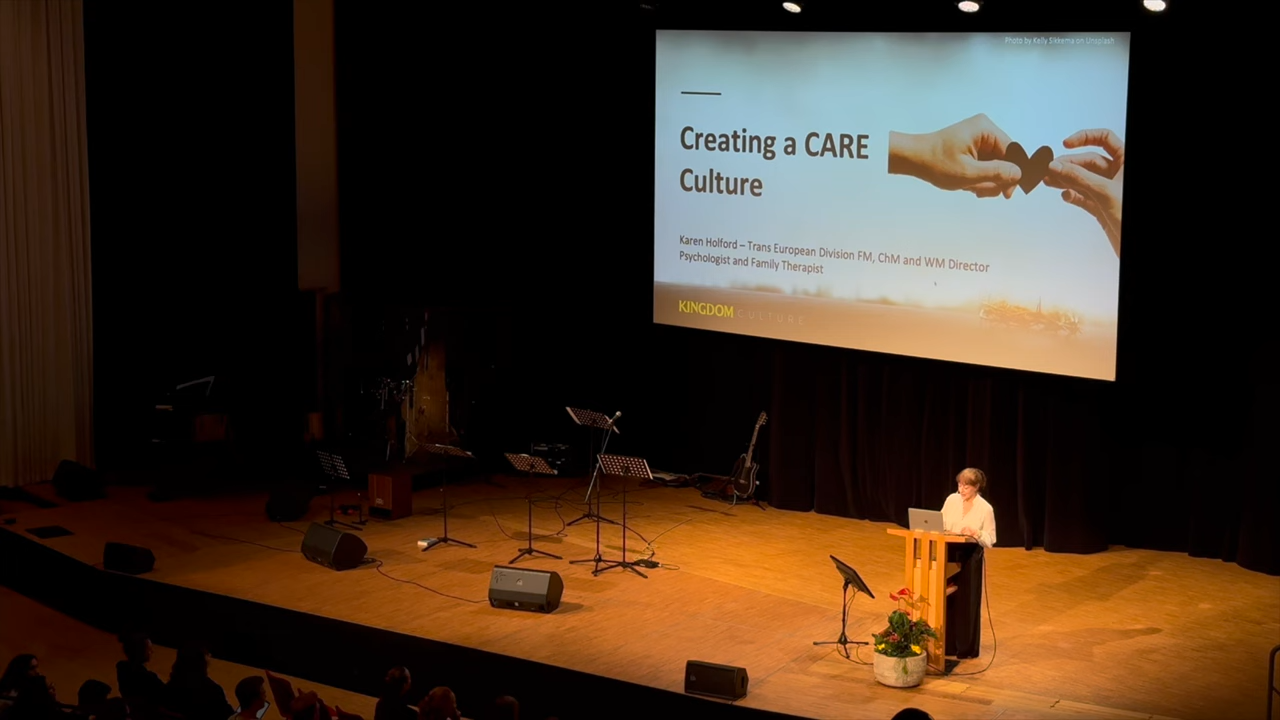 Photo by Kelly Sikkema on Unsplash
Creating a CARE
Culture
Karen Holford – Trans European Division FM, ChM and WM Director
Psychologist and Family Therapist
KINGDOM CULTURE